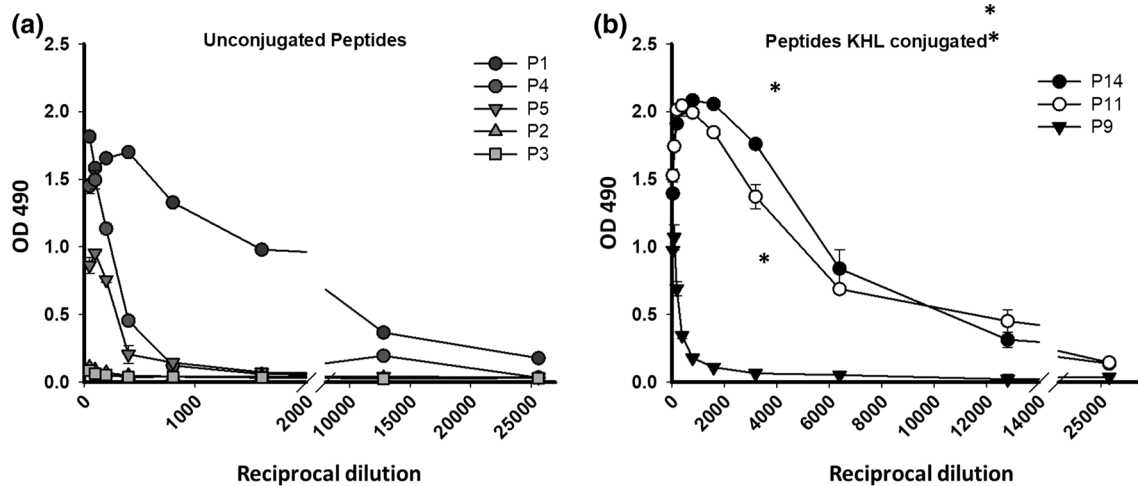 (a)
Unconjugated Peptides
2.5
2.0
1.5
1.0
0.5
0.0
OD 490
P1
P4
P5
P2
P3
0
1000
2000
10000
15000
20000
25000
Reciprocal dilution
(b)
*
Peptides KHL conjugated*
2.5
2.0
1.5
1.0
0.5
0.0
OD 490
*
*
P14
P11
P9
0
2000
4000
6000
8000
10000
12000
14000
25000
Reciprocal dilution